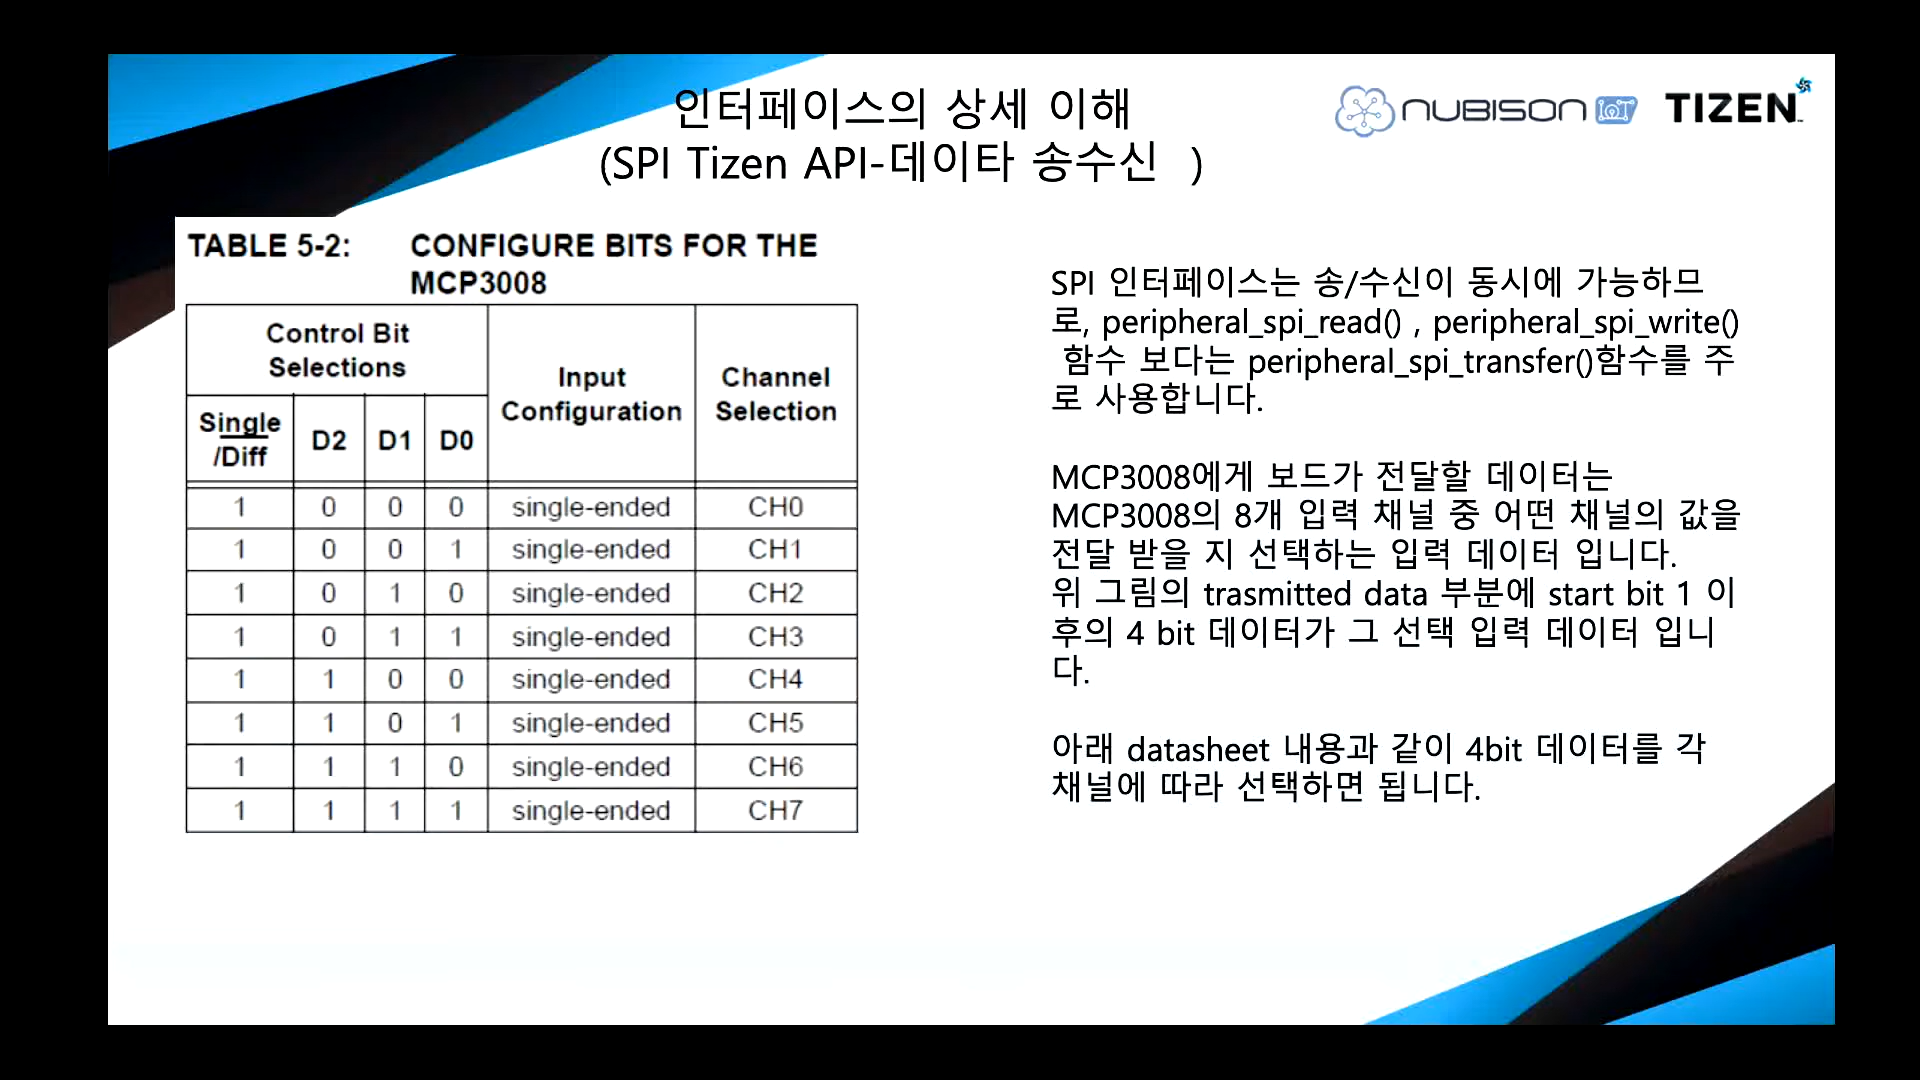 인터페이스의 상세 이해
(SPI Tizen API-데이타 송수신 )
NUBISON IoT
TIZEN™
TABLE 5-2: CONFIGURE BITS FOR THE
MCP3008
Control Bit
Selections
Input
Configuration
Channel
Selection
Single
/Diff
D2 D1 D0
1 0 0 0 single-ended CH0
1 0 0 1 single-ended CH1
1 0 1 0 single-ended CH2
1 0 1 1 single-ended CH3
1 1 0 0 single-ended CH4
1 1 0 1 single-ended CH5
1 1 1 0 single-ended CH6
1 1 1 1 single-ended CH7
SPI 인터페이스는 송/수신이 동시에 가능하므
로, peripheral_spi_read() , peripheral_spi_write()
함수 보다는 peripheral_spi_transfer()함수를 주
로 사용합니다.
MCP3008에게 보드가 전달할 데이터는
MCP3008의 8개 입력 채널 중 어떤 채널의 값을
전달 받을 지 선택하는 입력 데이터 입니다.
위 그림의 trasmitted data 부분에 start bit 1 이
후의 4 bit 데이터가 그 선택 입력 데이터 입니
다.
아래 datasheet 내용과 같이 4bit 데이터를 각
채널에 따라 선택하면 됩니다.